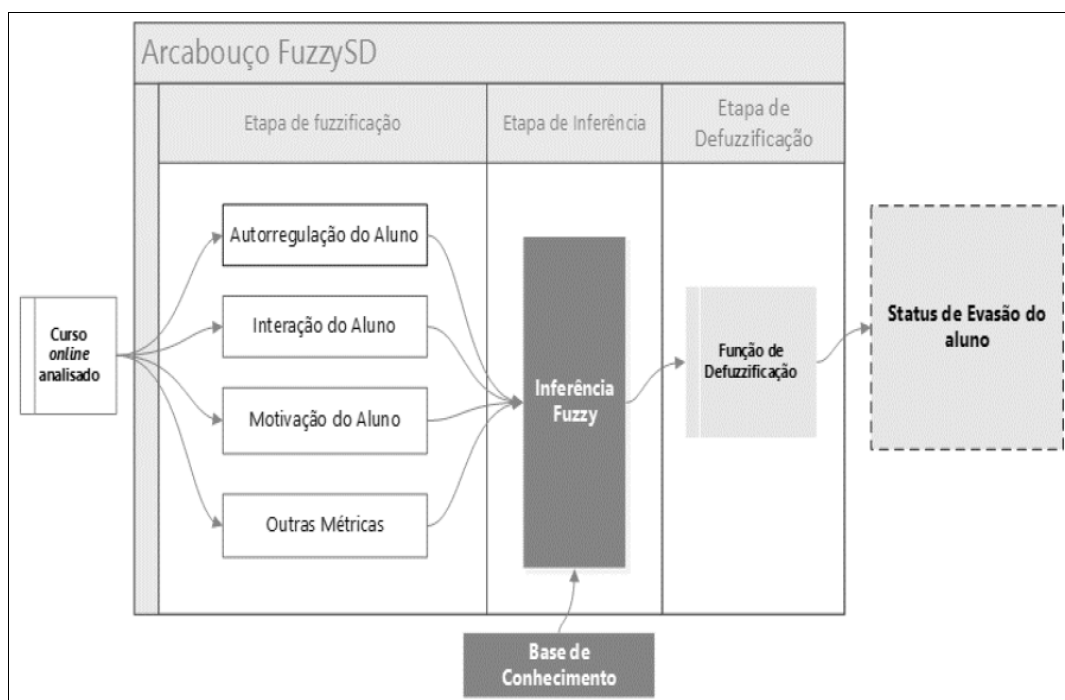 Arcabouço FuzzySD
Etapa de fuzzificação
Etapa de Inferência
Etapa de
Defuzzificação
Curso
online
analisado
Autorregulação do Aluno
Interação do Aluno
Motivação do Aluno
Outras Métricas
Inferência
Fuzzy
Base de
Conhecimento
Função de
Defuzzificação
Status de Evasão do
aluno